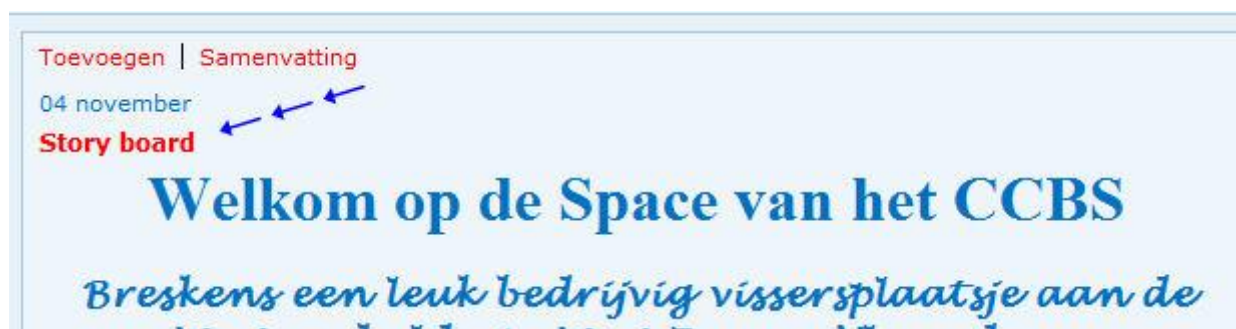 Toevoegen | Samenvatting
04 november
Story board
Welkom op de Space van het CCBS
Breskens een leuk bedrijvig vissersplaatsje aan de